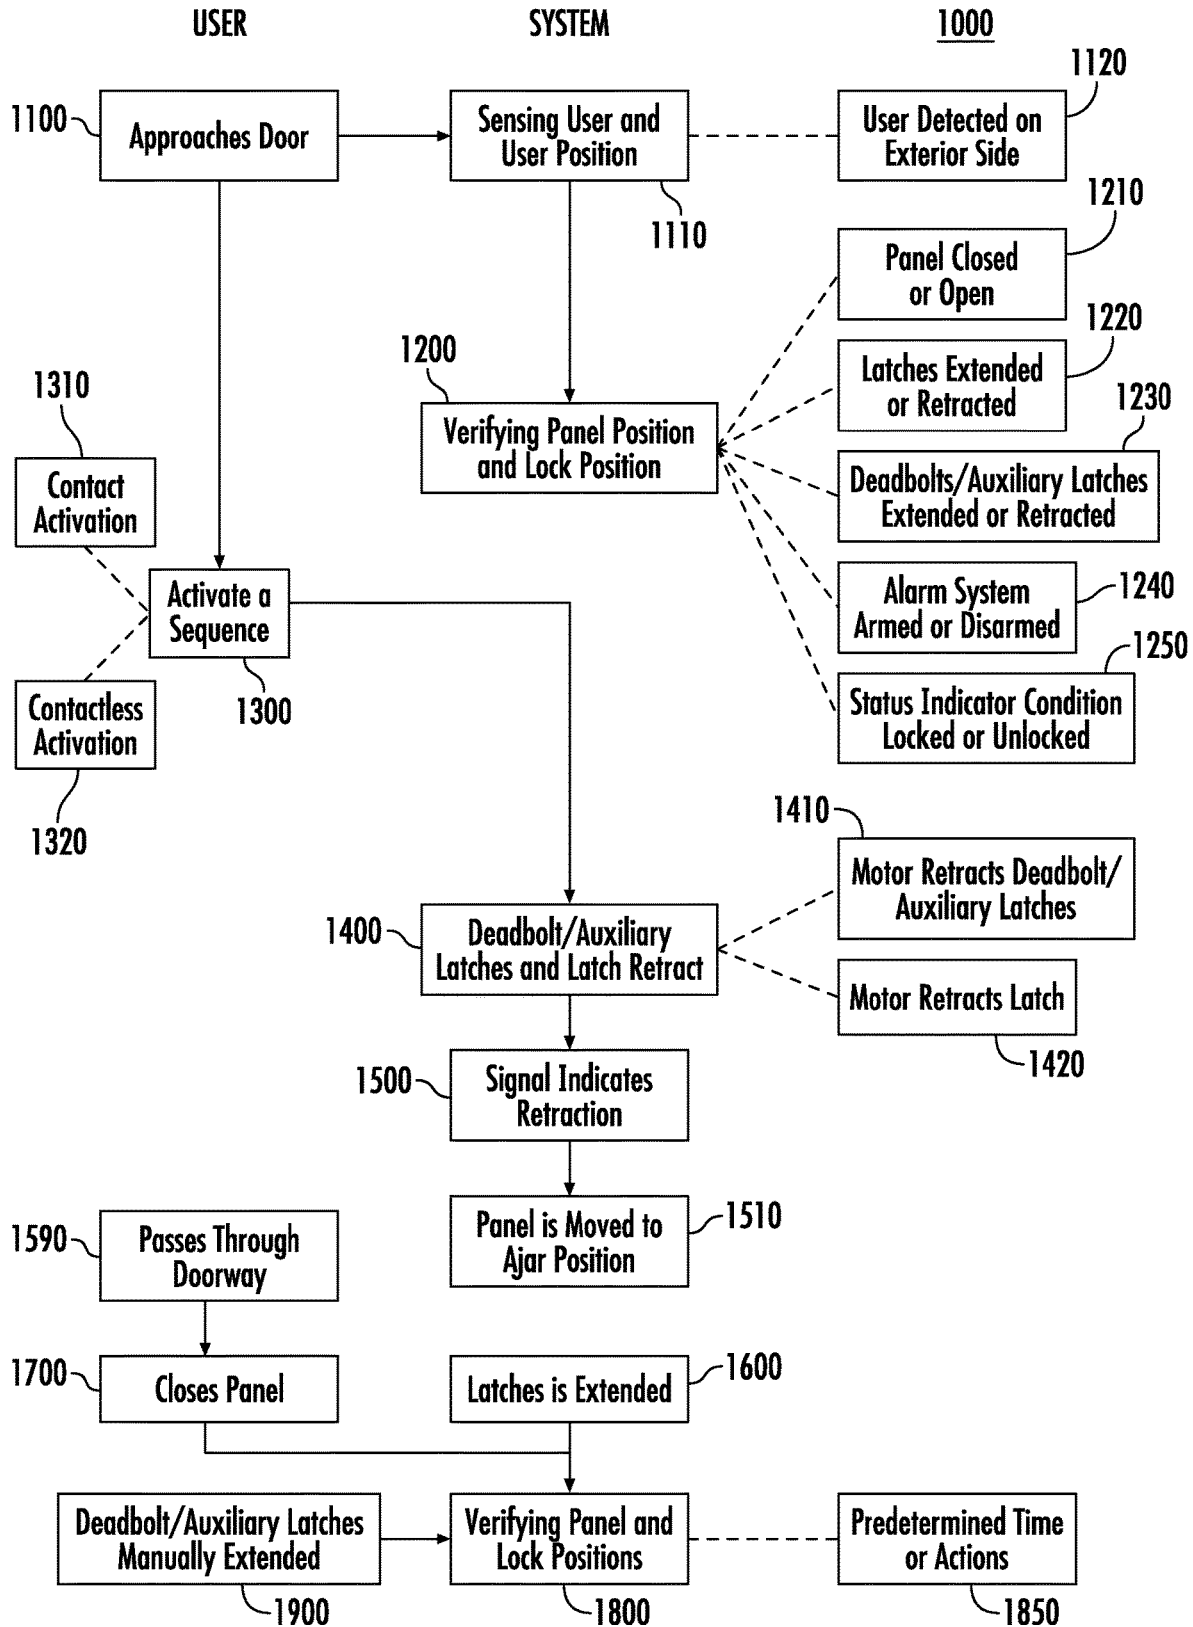 USER
SYSTEM
1000
1100
Approaches Door
Sensing User and
User Position
1110
1120
User Detected on
Exterior Side
1210
Panel Closed
or Open
1200
Verifying Panel Position
and Lock Position
1220
Latches Extended
or Retracted
1230
Deadbolts/Auxiliary Latches
Extended or Retracted
1240
Alarm System
Armed or Disarmed
1250
Status Indicator Condition
Locked or Unlocked
1310
Contact
Activation
Activate a
Sequence
1300
Contactless
Activation
1320
1410
Motor Retracts Deadbolt/
Auxiliary Latches
1400
Deadbolt/Auxiliary
Latches and Latch Retract
Motor Retracts Latch
1420
1500
Signal Indicates
Retraction
Panel is Moved to
Ajar Position
1510
1590
Passes Through
Doorway
1700
Closes Panel
Latches is Extended
1600
Deadbolt/Auxiliary Latches
Manually Extended
1900
Verifying Panel and
Lock Positions
1800
Predetermined Time
or Actions
1850